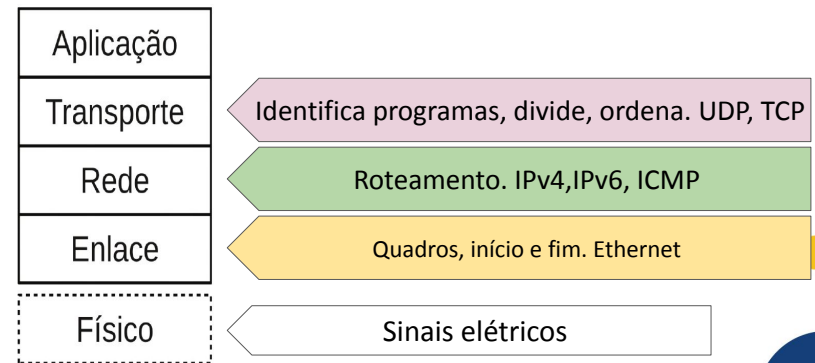 Aplicação
Transporte
Identifica programas, divide, ordena. UDP, TCP
Rede
Roteamento. IPv4,IPv6, ICMP
Enlace
Quadros, início e fim. Ethernet
Físico
Sinais elétricos